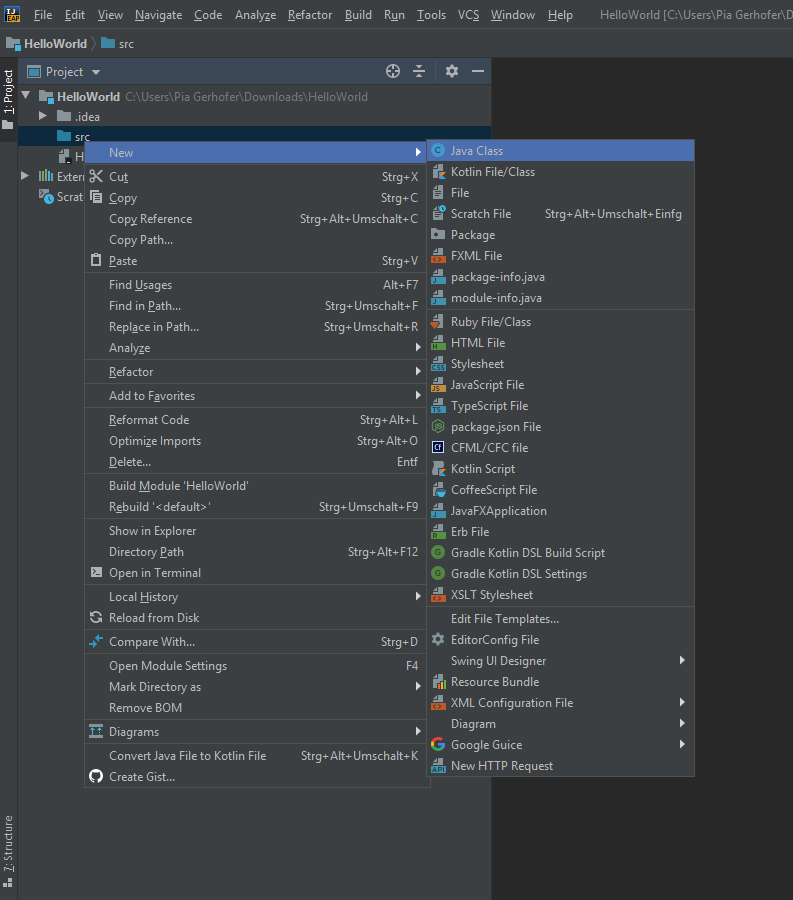 IJ EAP File Edit View Navigate Code Analyze Refactor Build Run Tools VCS Window Help HelloWorld [C:\Users\Pia Gerhofer\D
HelloWorld src
1: Project
Project
HelloWorld C:\Users\Pia Gerhofer\Downloads\HelloWorld
.idea
src
H
Exter
Scrat
New
Cut Strg+X
Copy Strg+C
Copy Reference Strg+Alt+Umschalt+C
Copy Path...
Paste Strg+V
Find Usages Alt+F7
Find in Path... Strg+Umschalt+F
Replace in Path... Strg+Umschalt+R
Analyze
Refactor
Add to Favorites
Reformat Code Strg+Alt+L
Optimize Imports Strg+Alt+O
Delete... Entf
Build Module 'HelloWorld'
Rebuild '<default>' Strg+Umschalt+F9
Show in Explorer
Directory Path Strg+Alt+F12
Open in Terminal
Local History
Reload from Disk
Compare With... Strg+D
Open Module Settings F4
Mark Directory as
Remove BOM
Diagrams
Convert Java File to Kotlin File Strg+Alt+Umschalt+K
Create Gist...
Java Class
Kotlin File/Class
File
Scratch File Strg+Alt+Umschalt+Einfg
Package
FXML File
package-info.java
module-info.java
Ruby File/Class
HTML File
Stylesheet
JavaScript File
TypeScript File
package.json File
CFML/CFC file
Kotlin Script
CoffeeScript File
JavaFXApplication
Erb File
Gradle Kotlin DSL Build Script
Gradle Kotlin DSL Settings
XSLT Stylesheet
Edit File Templates...
EditorConfig File
Swing UI Designer
Resource Bundle
XML Configuration File
Diagram
Google Guice
New HTTP Request
7: Structure